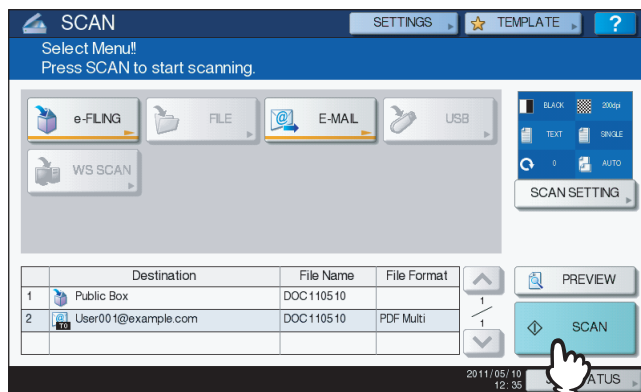 SCAN
SETTINGS
TEMPLATE
?
Select Menu!!
Press SCAN to start scanning.
e-FILING
FILE
E-MAIL
USB
WS SCAN
BLACK 200dpi
TEXT SINGLE
0 AUTO
SCAN SETTING
Destination File Name File Format
1 Public Box DOC110510
2 TO User001@example.com DOC110510 PDF Multi
1
1
PREVIEW
SCAN
2011/05/10
12:35
ATUS